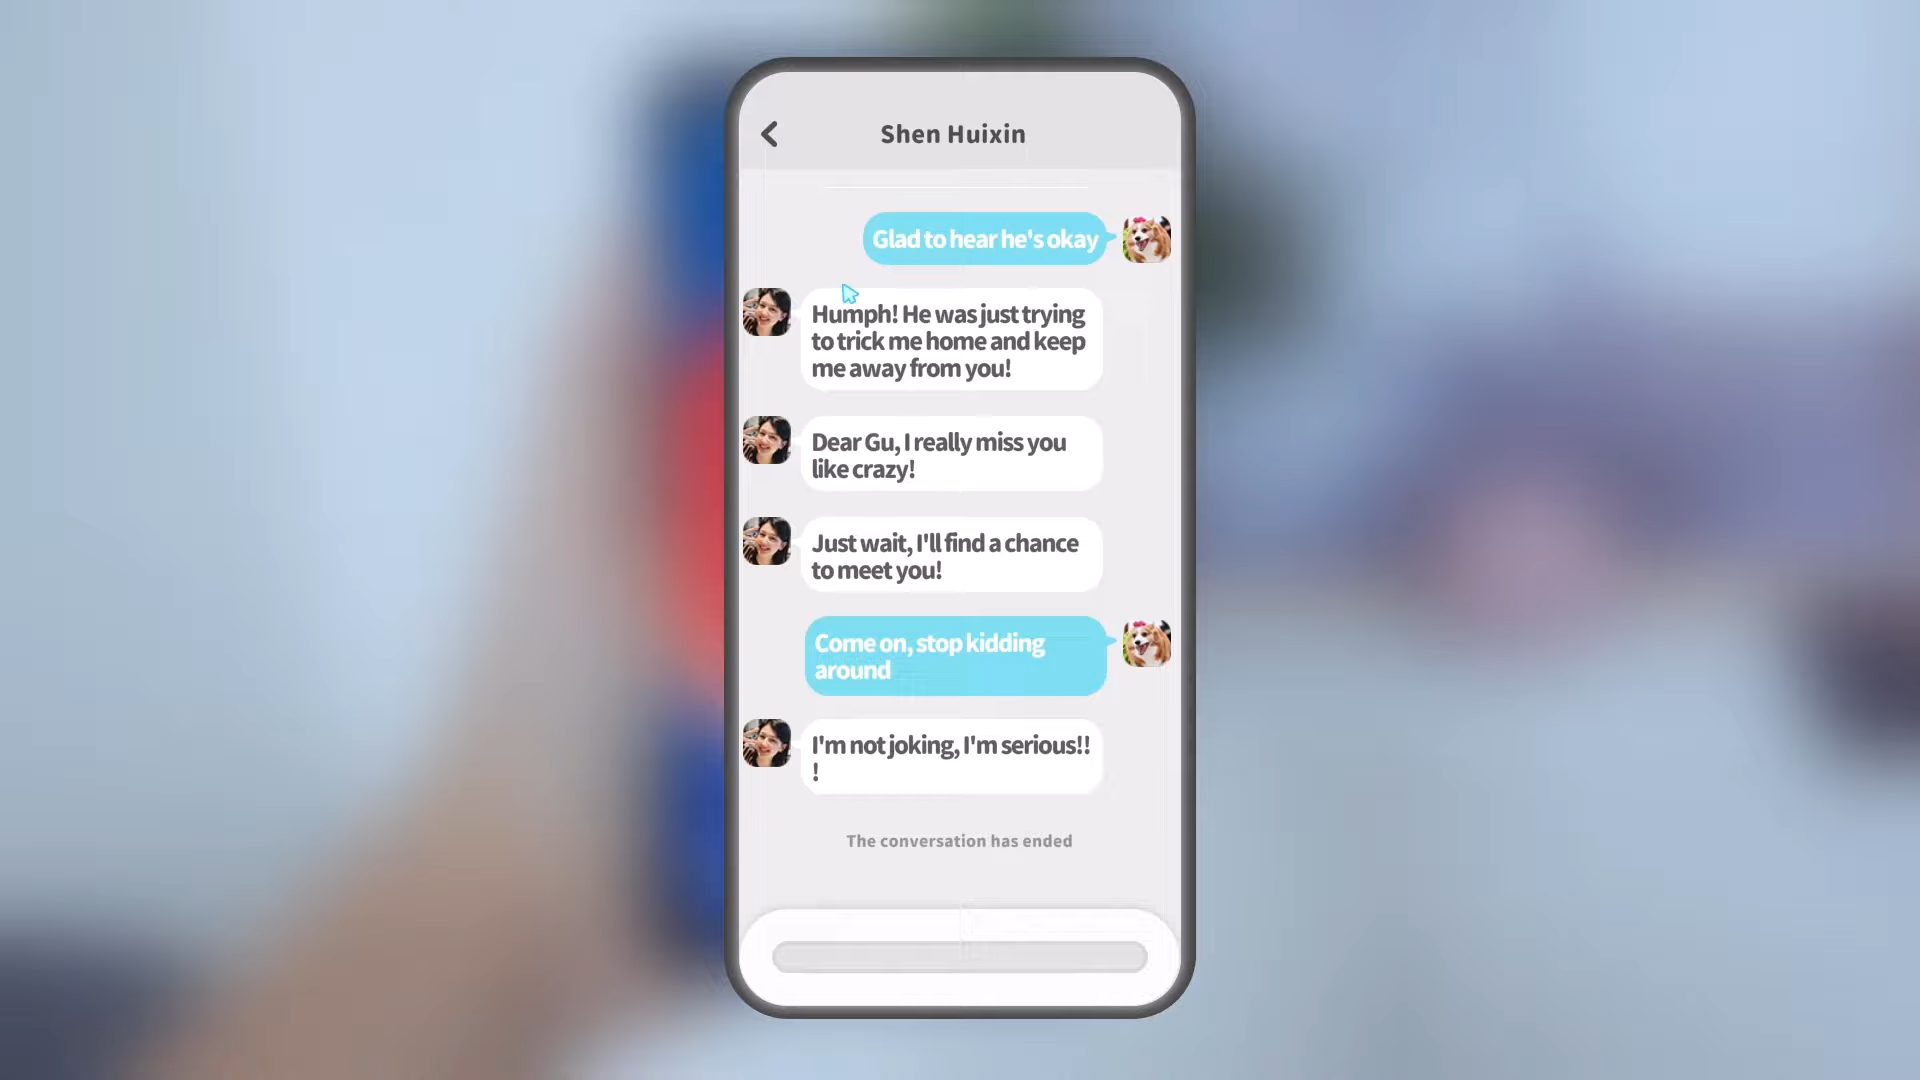 Shen Huixin
Glad to hear he's okay
Humph! He was just trying
to trick me home and keep
me away from you!
Dear Gu, I really miss you
like crazy!
Just wait, I'll find a chance
to meet you!
Come on, stop kidding
around
I'm not joking, I'm serious!!
!
The conversation has ended